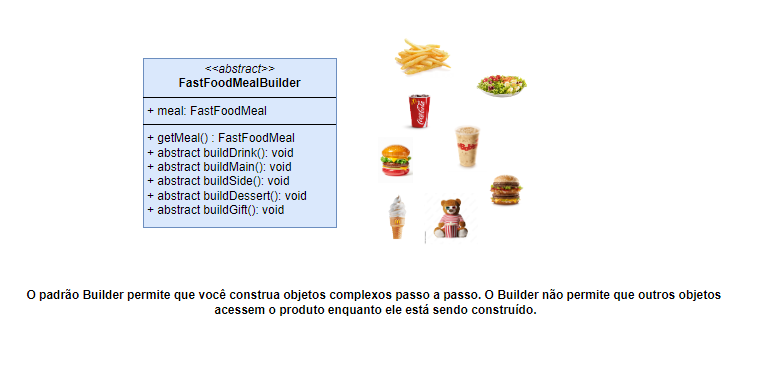 <<abstract>>
FastFoodMealBuilder
+ meal: FastFoodMeal
+ getMeal() : FastFoodMeal
+ abstract buildDrink(): void
+ abstract buildMain(): void
+ abstract buildSide(): void
+ abstract buildDessert(): void
+ abstract buildGift(): void
Coca-Cola
O padrão Builder permite que você construa objetos complexos passo a passo. O Builder não permite que outros objetos
acessem o produto enquanto ele está sendo construído.